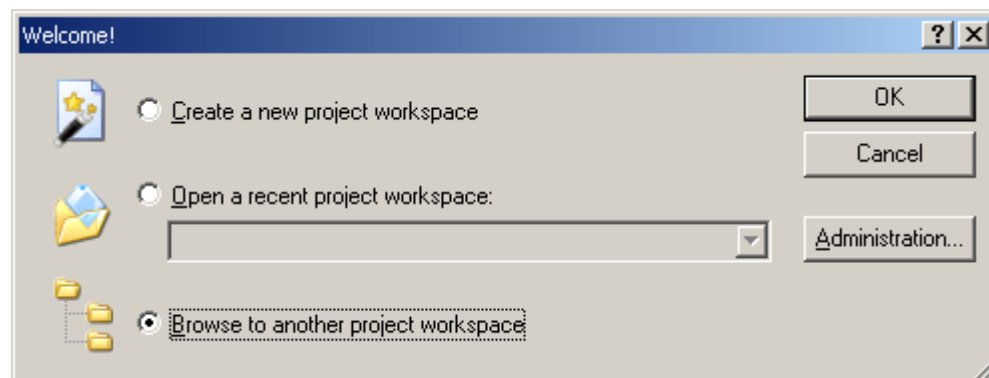 Welcome!
Create a new project workspace
OK
Cancel
Open a recent project workspace:
Administration...
Browse to another project workspace